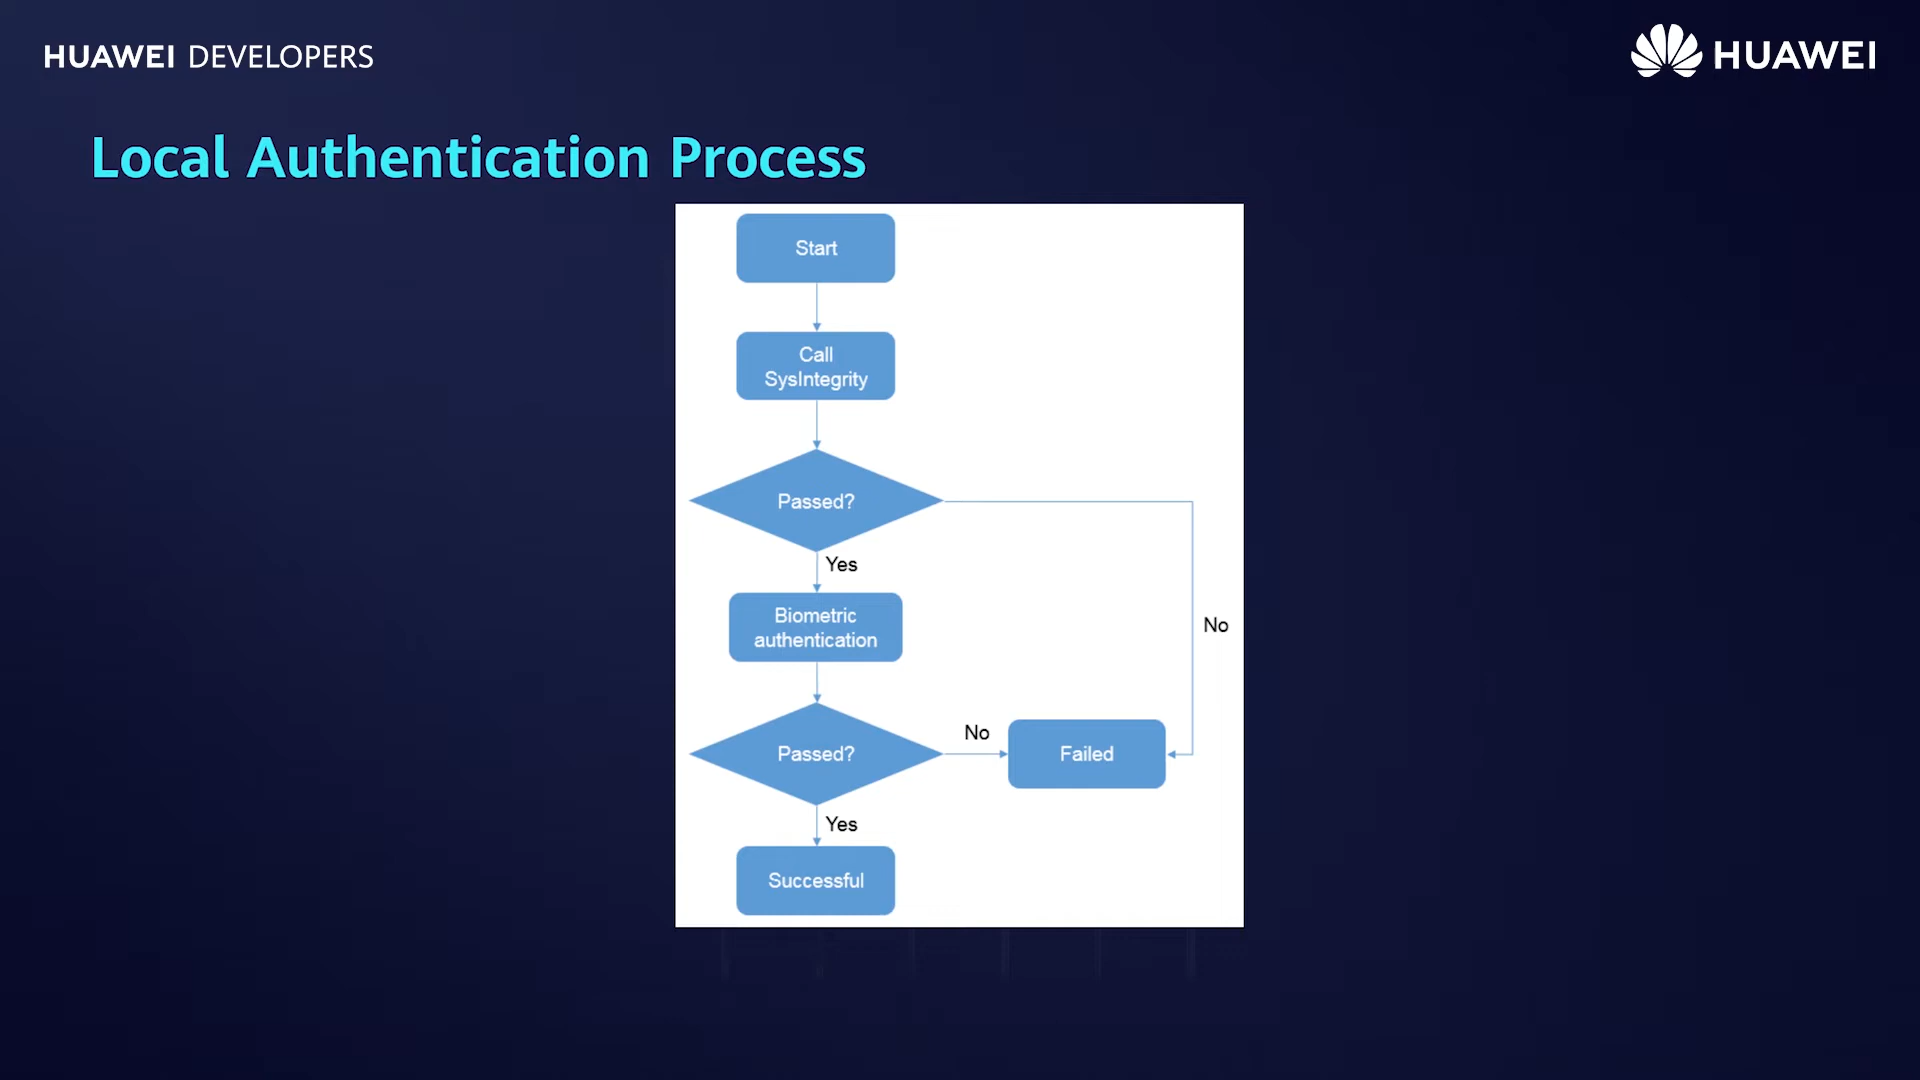 HUAWEI DEVELOPERS
HUAWEI
Local Authentication Process
Start
Call
SysIntegrity
Passed?
Yes
Biometric
authentication
No
Passed?
No
Failed
Yes
Successful